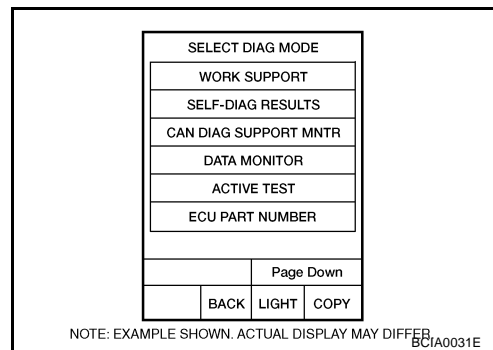 SELECT DIAG MODE
WORK SUPPORT
SELF-DIAG RESULTS
CAN DIAG SUPPORT MNTR
DATA MONITOR
ACTIVE TEST
ECU PART NUMBER
Page Down
BACK LIGHT COPY
NOTE: EXAMPLE SHOWN. ACTUAL DISPLAY MAY DIFFER.
BCIA0031E